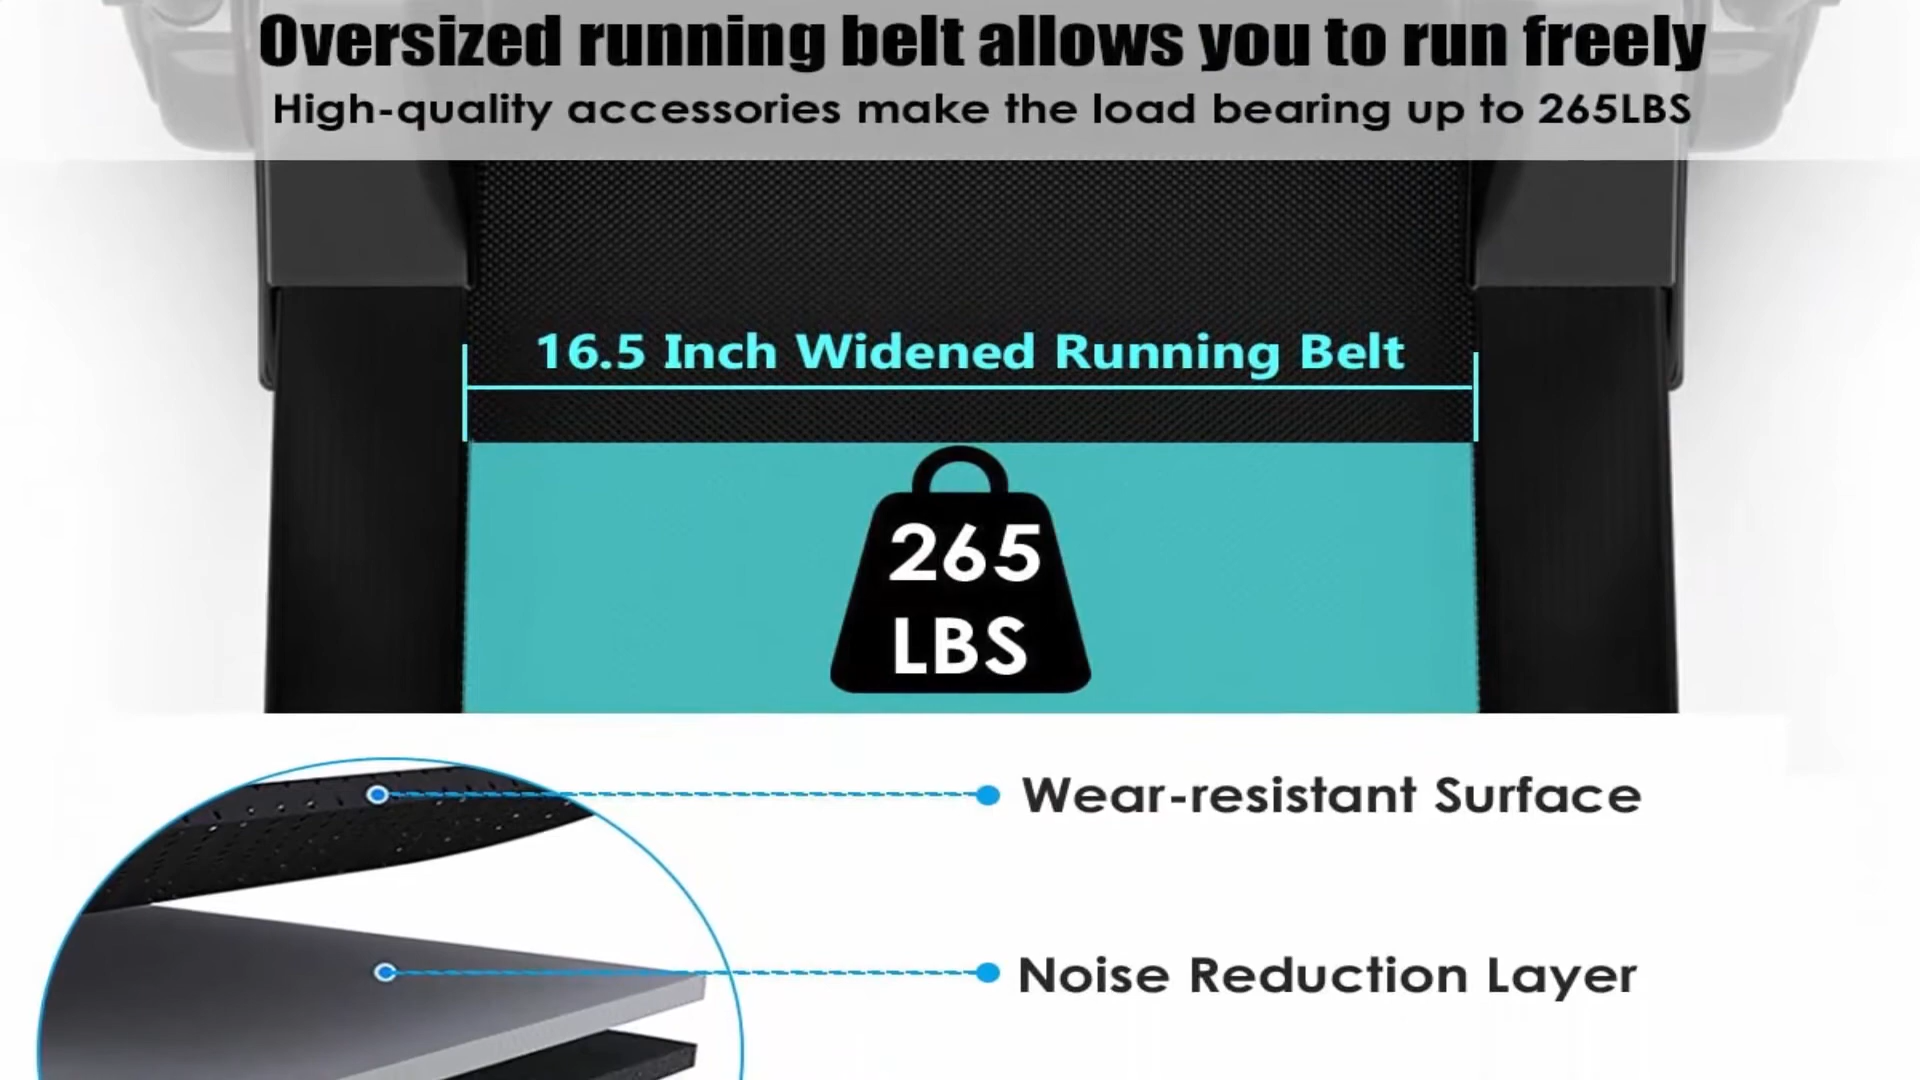 Oversized running belt allows you to run freely
High-quality accessories make the load bearing up to 265LBS
16.5 Inch Widened Running Belt
265
LBS
Wear-resistant Surface
Noise Reduction Layer